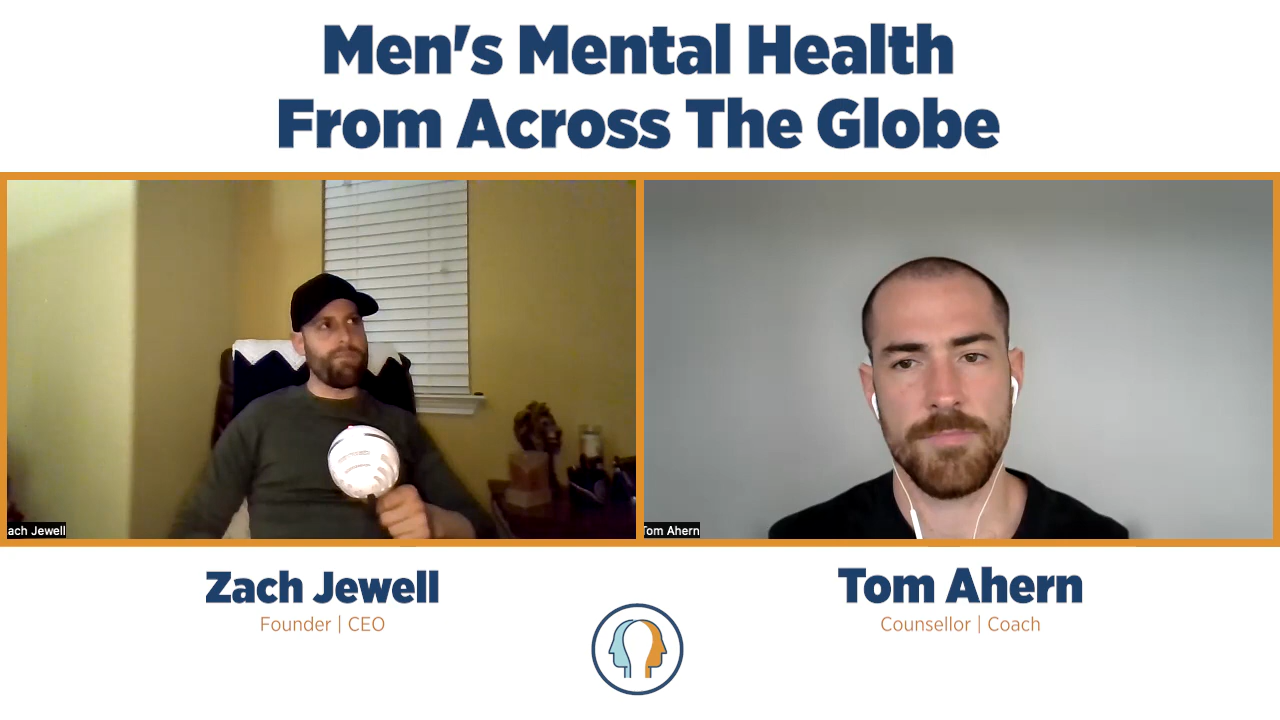 Men's Mental Health
From Across The Globe
ach Jewell
Tom Ahern
Zach Jewell
Founder | CEO
Tom Ahern
Counsellor | Coach